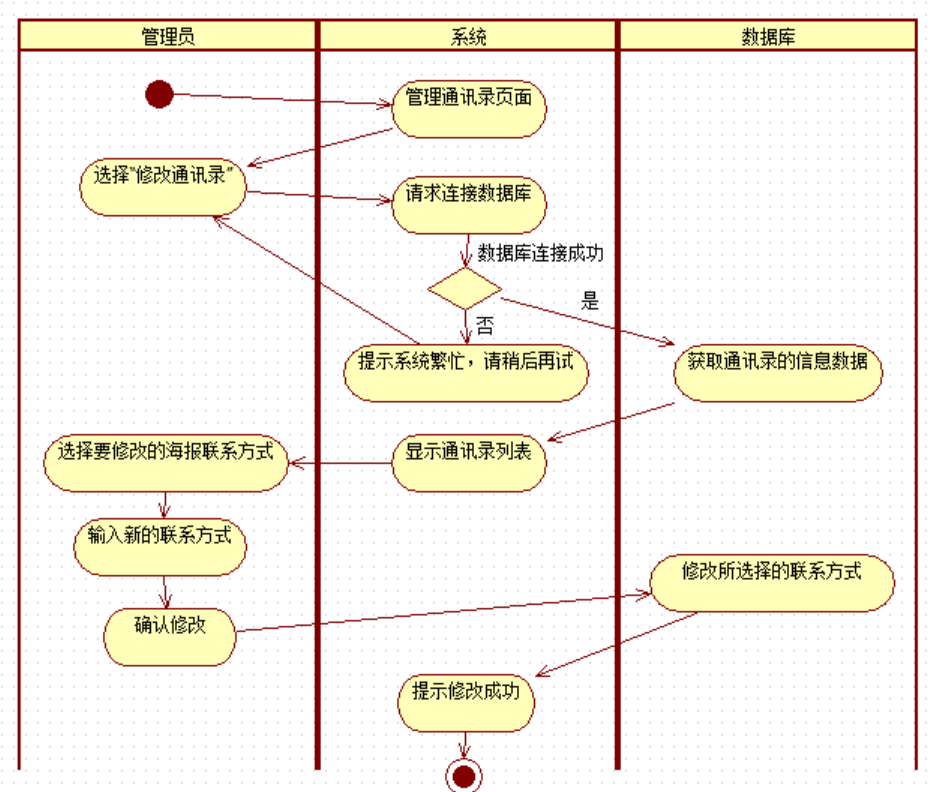 管理员
系统
数据库
管理通讯录页面
选择“修改通讯录”
请求连接数据库
数据库连接成功
是
否
提示系统繁忙，请稍后再试
获取通讯录的信息数据
选择要修改的海报联系方式
显示通讯录列表
输入新的联系方式
修改所选择的联系方式
确认修改
提示修改成功